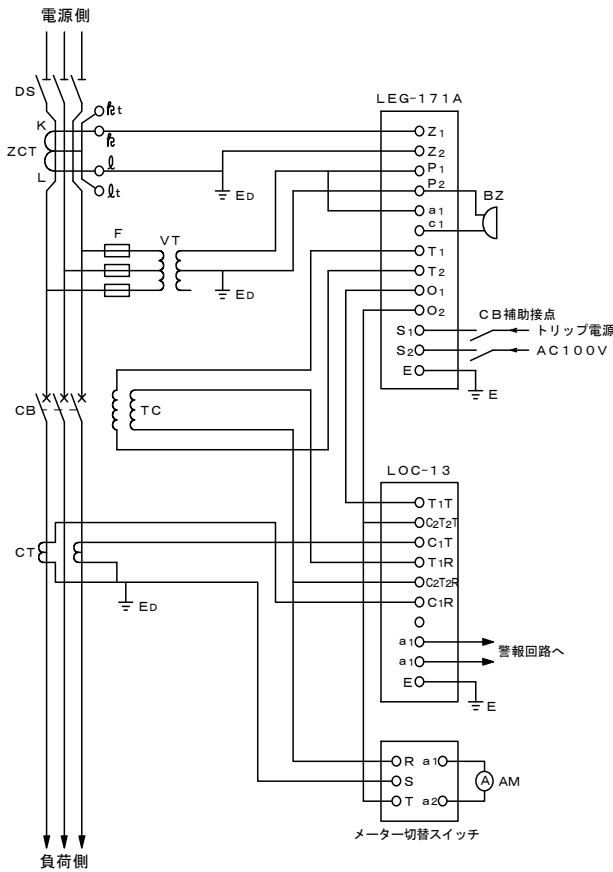 電源側
DS
kt
K
k
ZCT
l
L
lt
ED
F
VT
ED
LEG-171A
Z1
Z2
P1
P2
BZ
a1
c1
T1
T2
O1
O2
CB補助接点
S1
トリップ電源
S2
AC100V
E
E
CB
TC
LOC-13
T1T
C2T2T
CT
C1T
T1R
C2T2R
ED
C1R
a1
警報回路へ
a1
E
E
R
a1
S
A
AM
T
a2
メーター切替スイッチ
負荷側